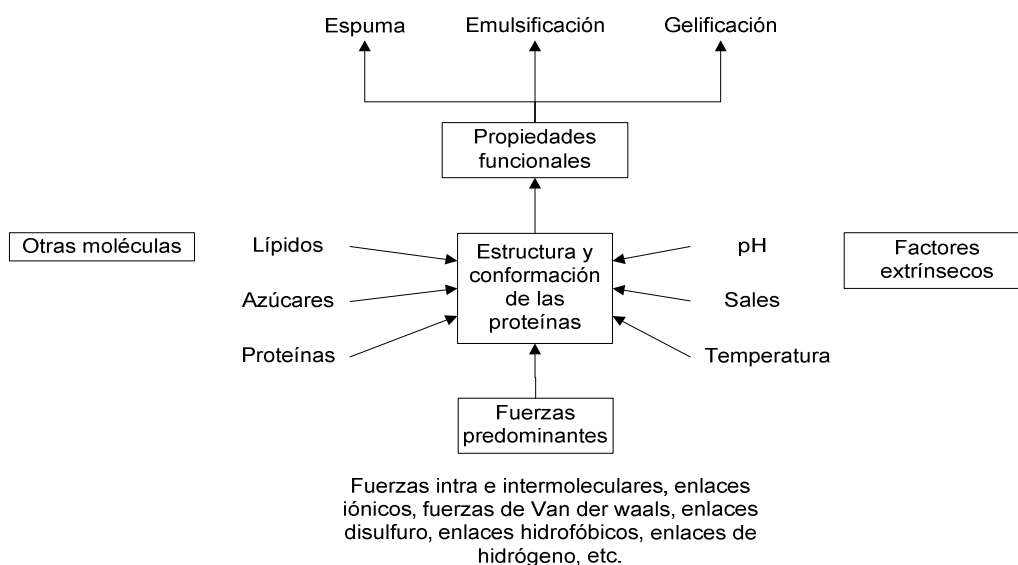 Espuma
Emulsificación
Gelificación
Propiedades
funcionales
Otras moléculas
Lípidos
Azúcares
Proteínas
Estructura y
conformación
de las
proteínas
pH
Sales
Temperatura
Factores
extrínsecos
Fuerzas
predominantes
Fuerzas intra e intermoleculares, enlaces
iónicos, fuerzas de Van der waals, enlaces
disulfuro, enlaces hidrofóbicos, enlaces de
hidrógeno, etc.